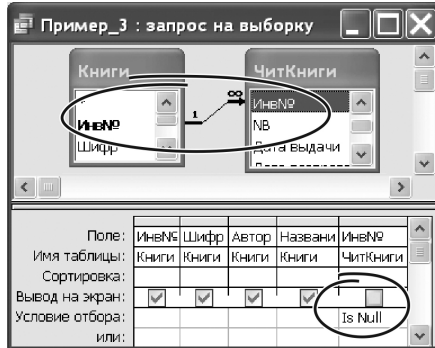 Пример_3 : запрос на выборку
Книги
ЧитКниги
*
ИнвNº
Шифр
1
∞
ИнвNº
NB
Дата выдачи
Поле: ИнвNº Шифр Автор Названи ИнвNº
Имя таблицы: Книги Книги Книги Книги ЧитКниги
Сортировка:
Вывод на экран:
Условие отбора: Is Null
или: